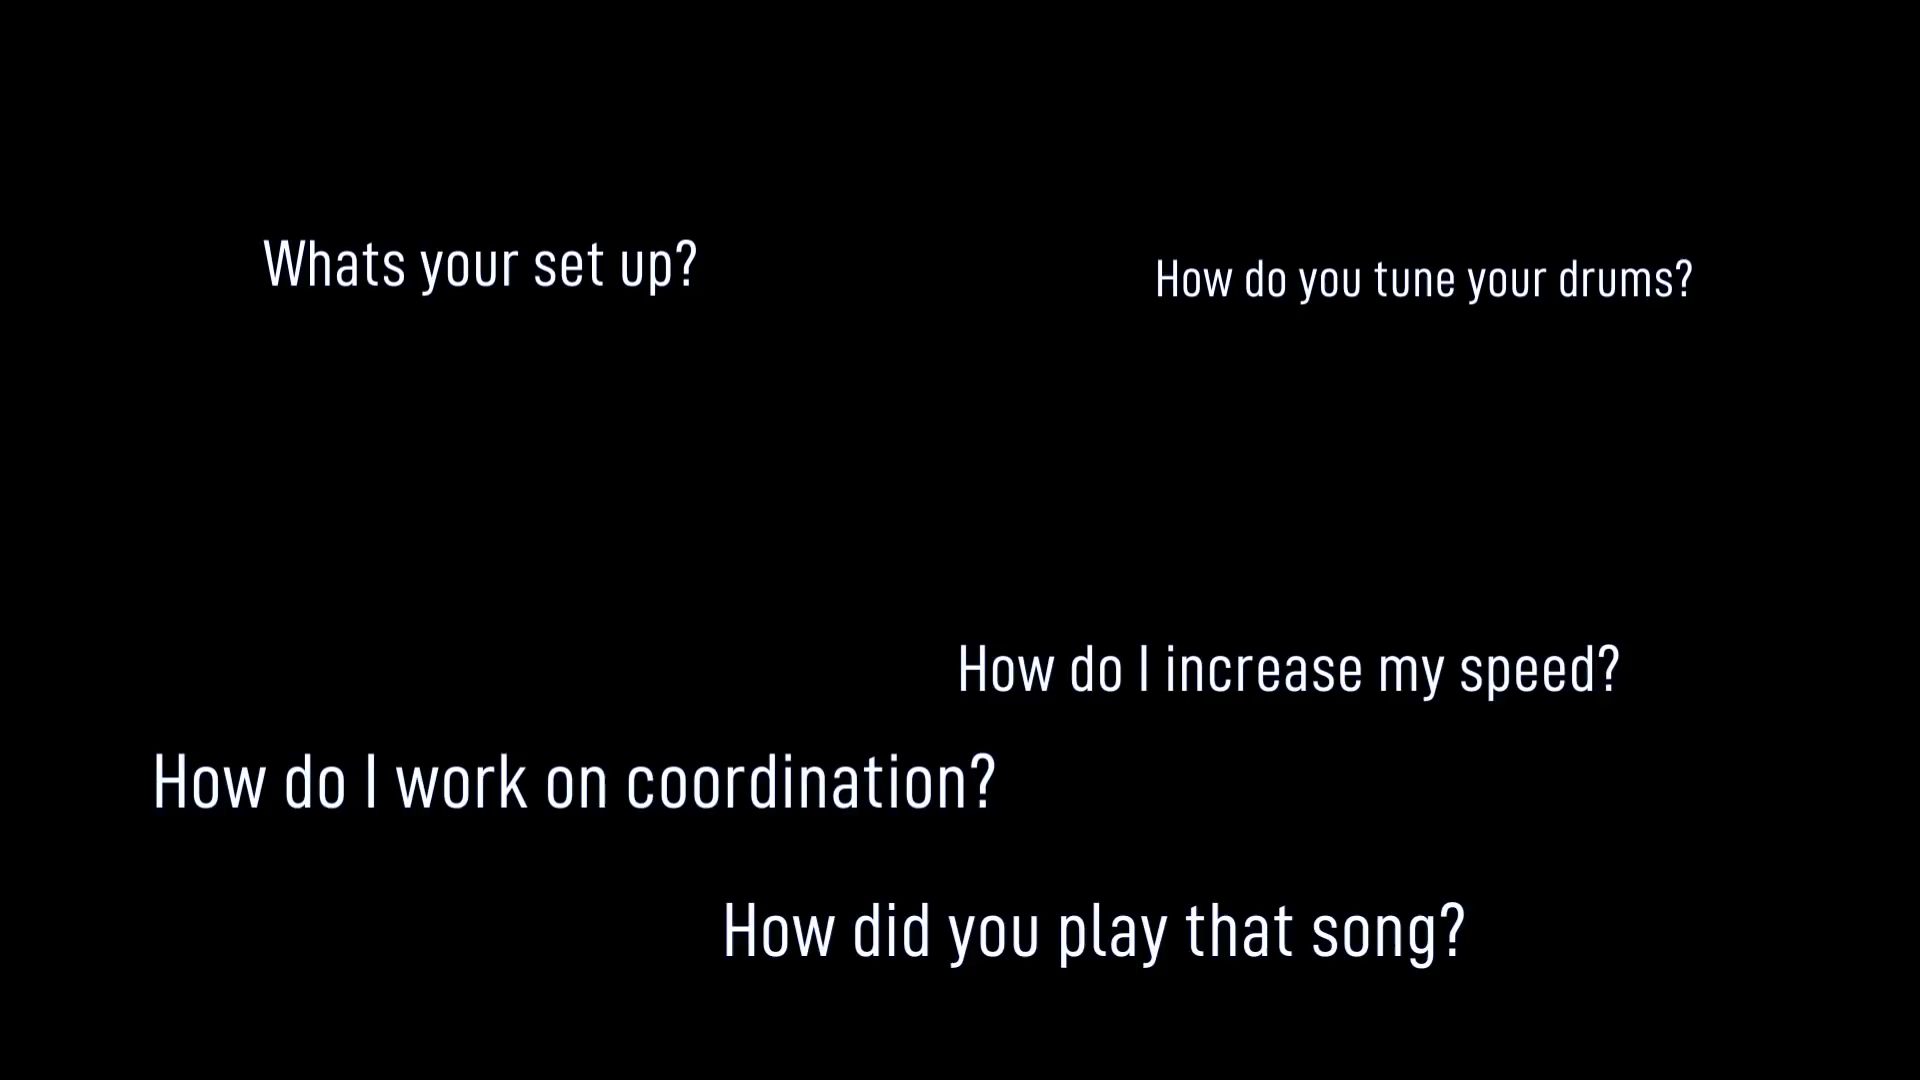 Whats your set up?
How do you tune your drums?
How do I increase my speed?
How do I work on coordination?
How did you play that song?